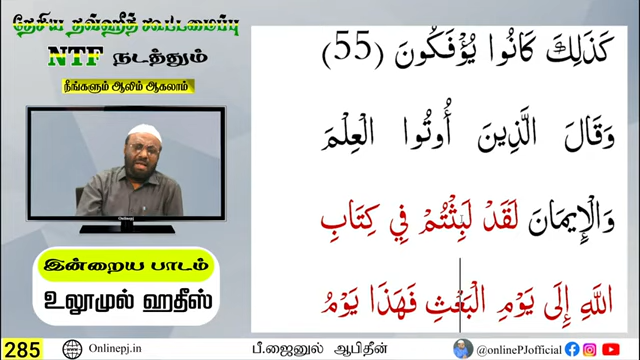 தேசிய தவ்ஹீத் கூட்டமைப்பு
NTF நடத்தும்
நீங்களும் ஆலிம் ஆகலாம்
Onlinepj
இன்றைய பாடம்
உலூமுல் ஹதீஸ்
كَذَلِكَ كَانُوا يُؤْفَكُونَ (55)
وَقَالَ الَّذِينَ أُوتُوا الْعِلْمَ
وَالْإِيمَانَ لَقَدْ لَبِثْتُمْ فِي كِتَابِ
اللَّهِ إِلَى يَوْمِ الْبَعْثِ فَهَذَا يَوْمُ
285 Onlinepj.in பீ.ஜைனுல் ஆபிதீன் @onlinePJofficial